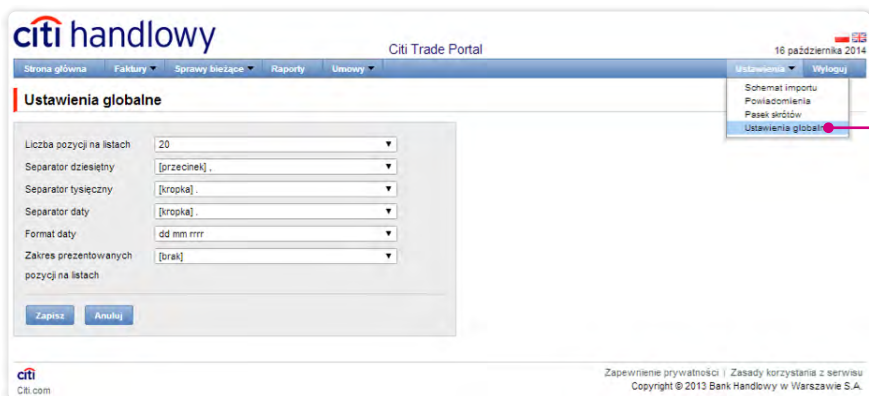 citi handlowy
Citi Trade Portal
16 października 2014
Strona główna Faktury Sprawy bieżące Raporty Umowy Ustawienia Wyloguj
Schemat importu
Powiadomienia
Pasek skrótów
Ustawienia globalne
Ustawienia globalne
Liczba pozycji na listach 20
Separator dziesiętny [przecinek] ,
Separator tysięczny [kropka] .
Separator daty [kropka] .
Format daty dd mm rrrr
Zakres prezentowanych [brak]
pozycji na listach
Zapisz Anuluj
citi
Citi.com
Zapewnienie prywatności | Zasady korzystania z serwisu
Copyright © 2013 Bank Handlowy w Warszawie S.A.